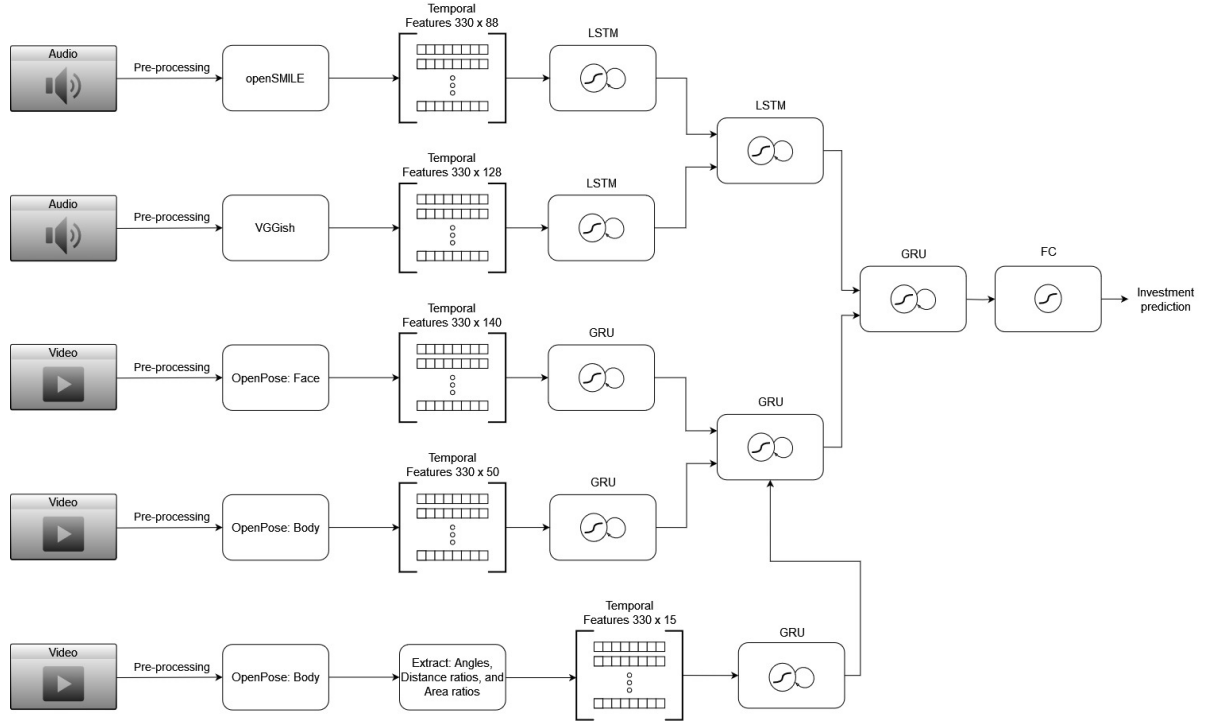 Audio
Pre-processing
openSMILE
Temporal
Features 330 x 88
LSTM
LSTM
Audio
Pre-processing
VGGish
Temporal
Features 330 x 128
LSTM
GRU
FC
Investment
prediction
Video
Pre-processing
OpenPose: Face
Temporal
Features 330 x 140
GRU
GRU
Video
Pre-processing
OpenPose: Body
Temporal
Features 330 x 50
GRU
Video
Pre-processing
OpenPose: Body
Extract: Angles,
Distance ratios, and
Area ratios
Temporal
Features 330 x 15
GRU